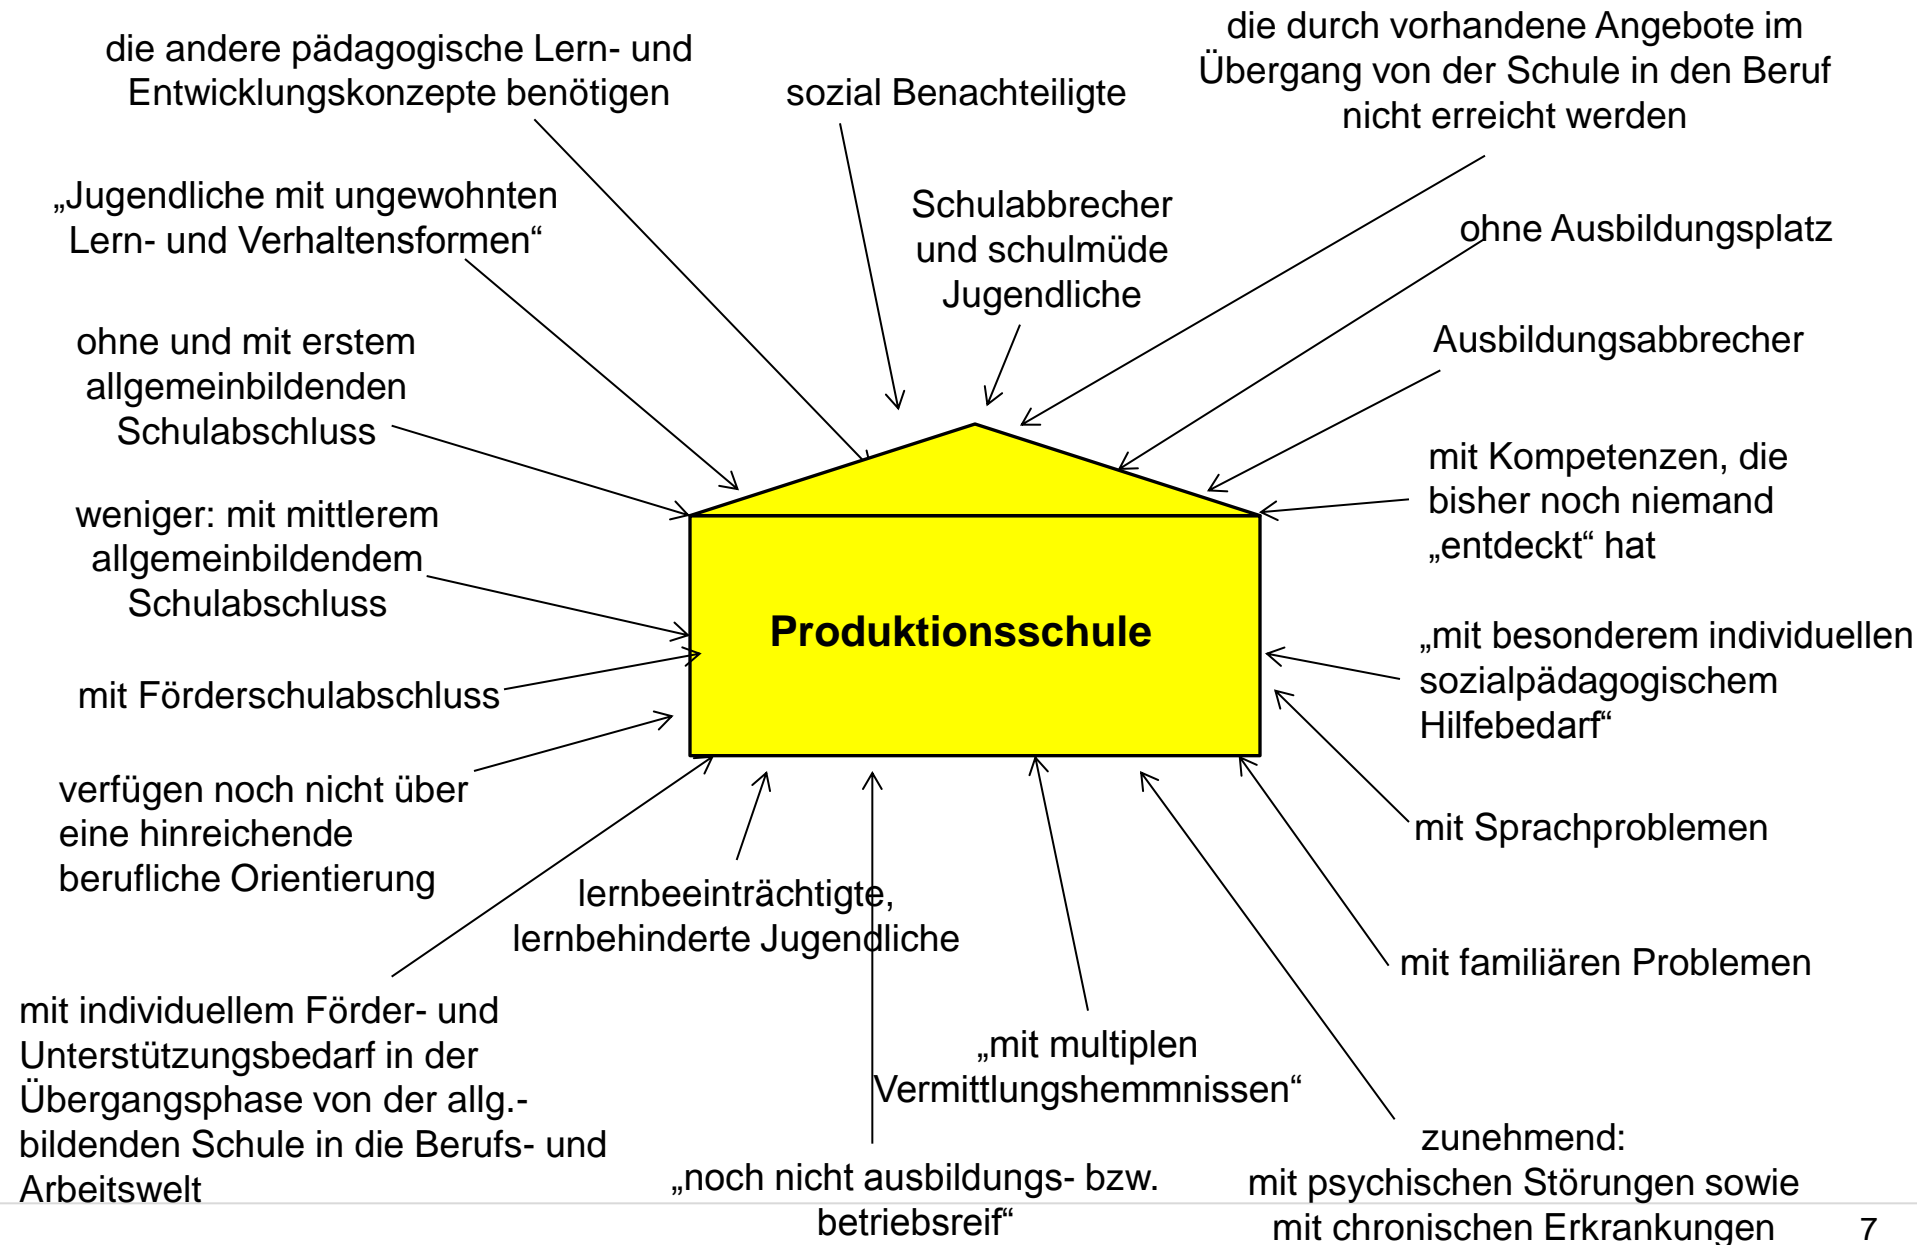 die andere pädagogische Lern- und
Entwicklungskonzepte benötigen
sozial Benachteiligte
die durch vorhandene Angebote im
Übergang von der Schule in den Beruf
nicht erreicht werden
„Jugendliche mit ungewohnten
Lern- und Verhaltensformen“
Schulabbrecher
und schulmüde
Jugendliche
ohne Ausbildungsplatz
ohne und mit erstem
allgemeinbildenden
Schulabschluss
Ausbildungsabbrecher
weniger: mit mittlerem
allgemeinbildendem
Schulabschluss
mit Kompetenzen, die
bisher noch niemand
„entdeckt“ hat
Produktionsschule
mit Förderschulabschluss
„mit besonderem individuellen
sozialpädagogischem
Hilfebedarf“
verfügen noch nicht über
eine hinreichende
berufliche Orientierung
mit Sprachproblemen
lernbeeinträchtigte,
lernbehinderte Jugendliche
mit familiären Problemen
mit individuellem Förder- und
Unterstützungsbedarf in der
Übergangsphase von der allg.-
bildenden Schule in die Berufs- und
Arbeitswelt
„mit multiplen
Vermittlungshemmnissen“
„noch nicht ausbildungs- bzw.
betriebsreif“
zunehmend:
mit psychischen Störungen sowie
mit chronischen Erkrankungen
7